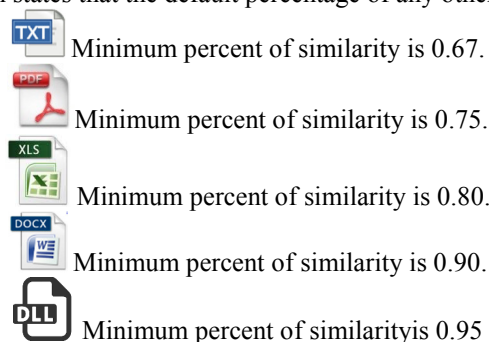 n states that the default percentage of any other
TXT Minimum percent of similarity is 0.67.
PDF Minimum percent of similarity is 0.75.
XLS Minimum percent of similarity is 0.80.
DOCX Minimum percent of similarity is 0.90.
DLL Minimum percent of similarityis 0.95